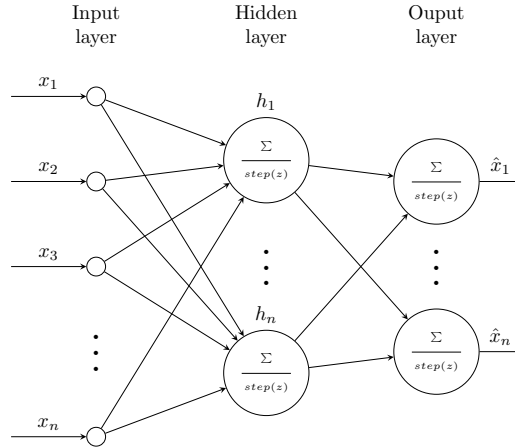 Input layer
Hidden layer
Ouput layer
x₁
x₂
x₃
xₙ
h₁
Σ
step(z)
hₙ
Σ
step(z)
Σ
step(z)
Σ
step(z)
x̂₁
x̂ₙ